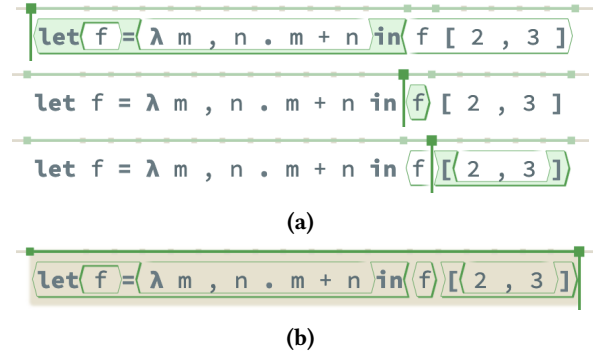 let f = λ m , n . m + n in f [ 2 , 3 ]
let f = λ m , n . m + n in f [ 2 , 3 ]
let f = λ m , n . m + n in f [ 2 , 3 ]
(a)
let f = λ m , n . m + n in f [ 2 , 3 ]
(b)